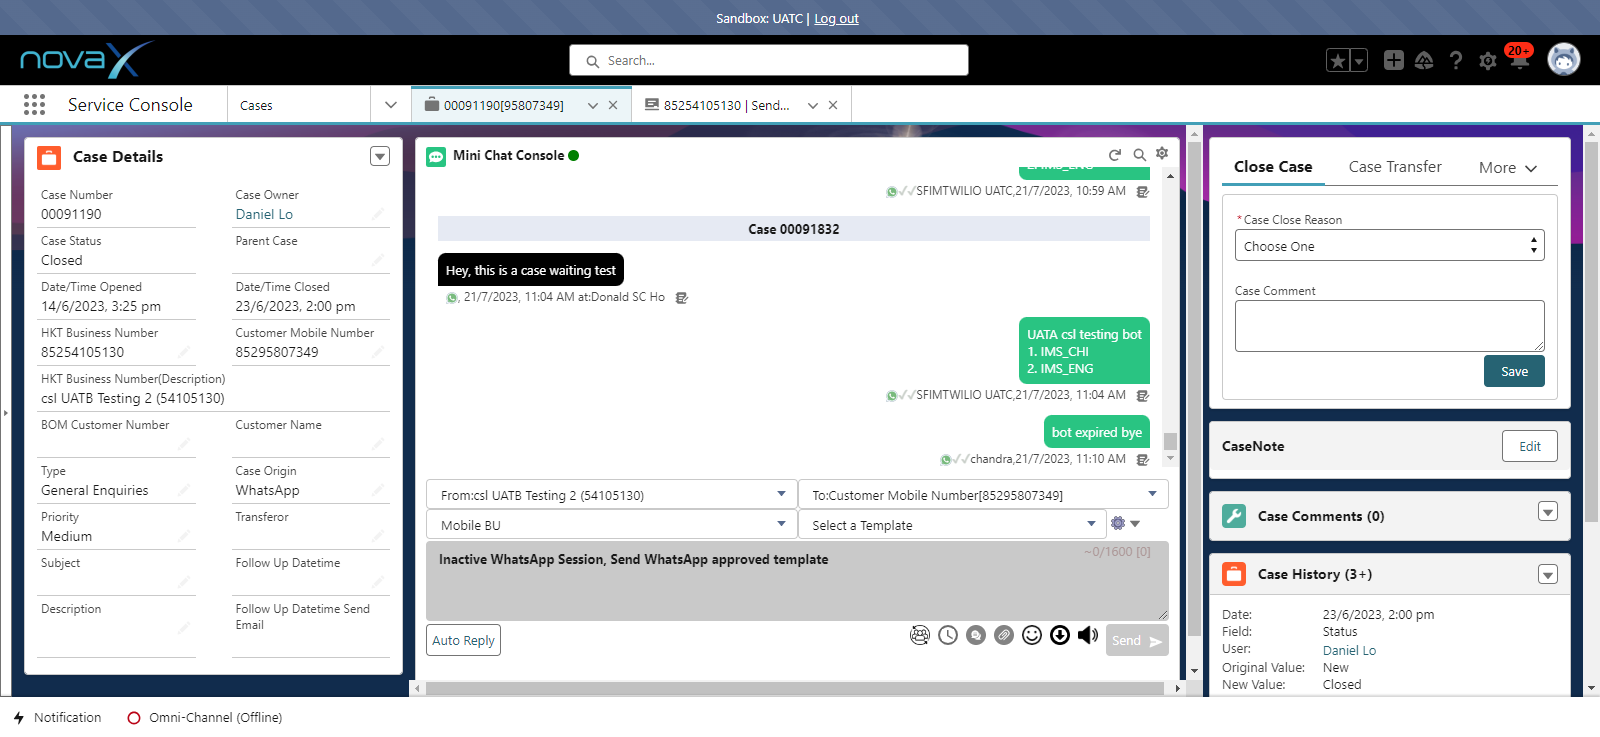 Sandbox: UATC | Log out
novax
Search...
20+
Service Console
Cases
00091190[95807349]
85254105130 | Send...
Case Details
Case Number
00091190
Case Owner
Daniel Lo
Case Status
Closed
Parent Case
Date/Time Opened
14/6/2023, 3:25 pm
Date/Time Closed
23/6/2023, 2:00 pm
HKT Business Number
85254105130
Customer Mobile Number
85295807349
HKT Business Number(Description)
csl UATB Testing 2 (54105130)
BOM Customer Number
Customer Name
Type
General Enquiries
Case Origin
WhatsApp
Priority
Medium
Transferor
Subject
Follow Up Datetime
Description
Follow Up Datetime Send
Email
Mini Chat Console
2. IMS_ENG
SFIMTWILIO UATC,21/7/2023, 10:59 AM
Case 00091832
Hey, this is a case waiting test
, 21/7/2023, 11:04 AM at:Donald SC Ho
UATA csl testing bot
1. IMS_CHI
2. IMS_ENG
SFIMTWILIO UATC,21/7/2023, 11:04 AM
bot expired bye
chandra,21/7/2023, 11:10 AM
From:csl UATB Testing 2 (54105130)
To:Customer Mobile Number[85295807349]
Mobile BU
Select a Template
~0/1600 [0]
Inactive WhatsApp Session, Send WhatsApp approved template
Auto Reply
Send
Close Case
Case Transfer
More
*Case Close Reason
Choose One
Case Comment
Save
CaseNote
Edit
Case Comments (0)
Case History (3+)
Date: 23/6/2023, 2:00 pm
Field: Status
User: Daniel Lo
Original Value: New
New Value: Closed
Notification
Omni-Channel (Offline)